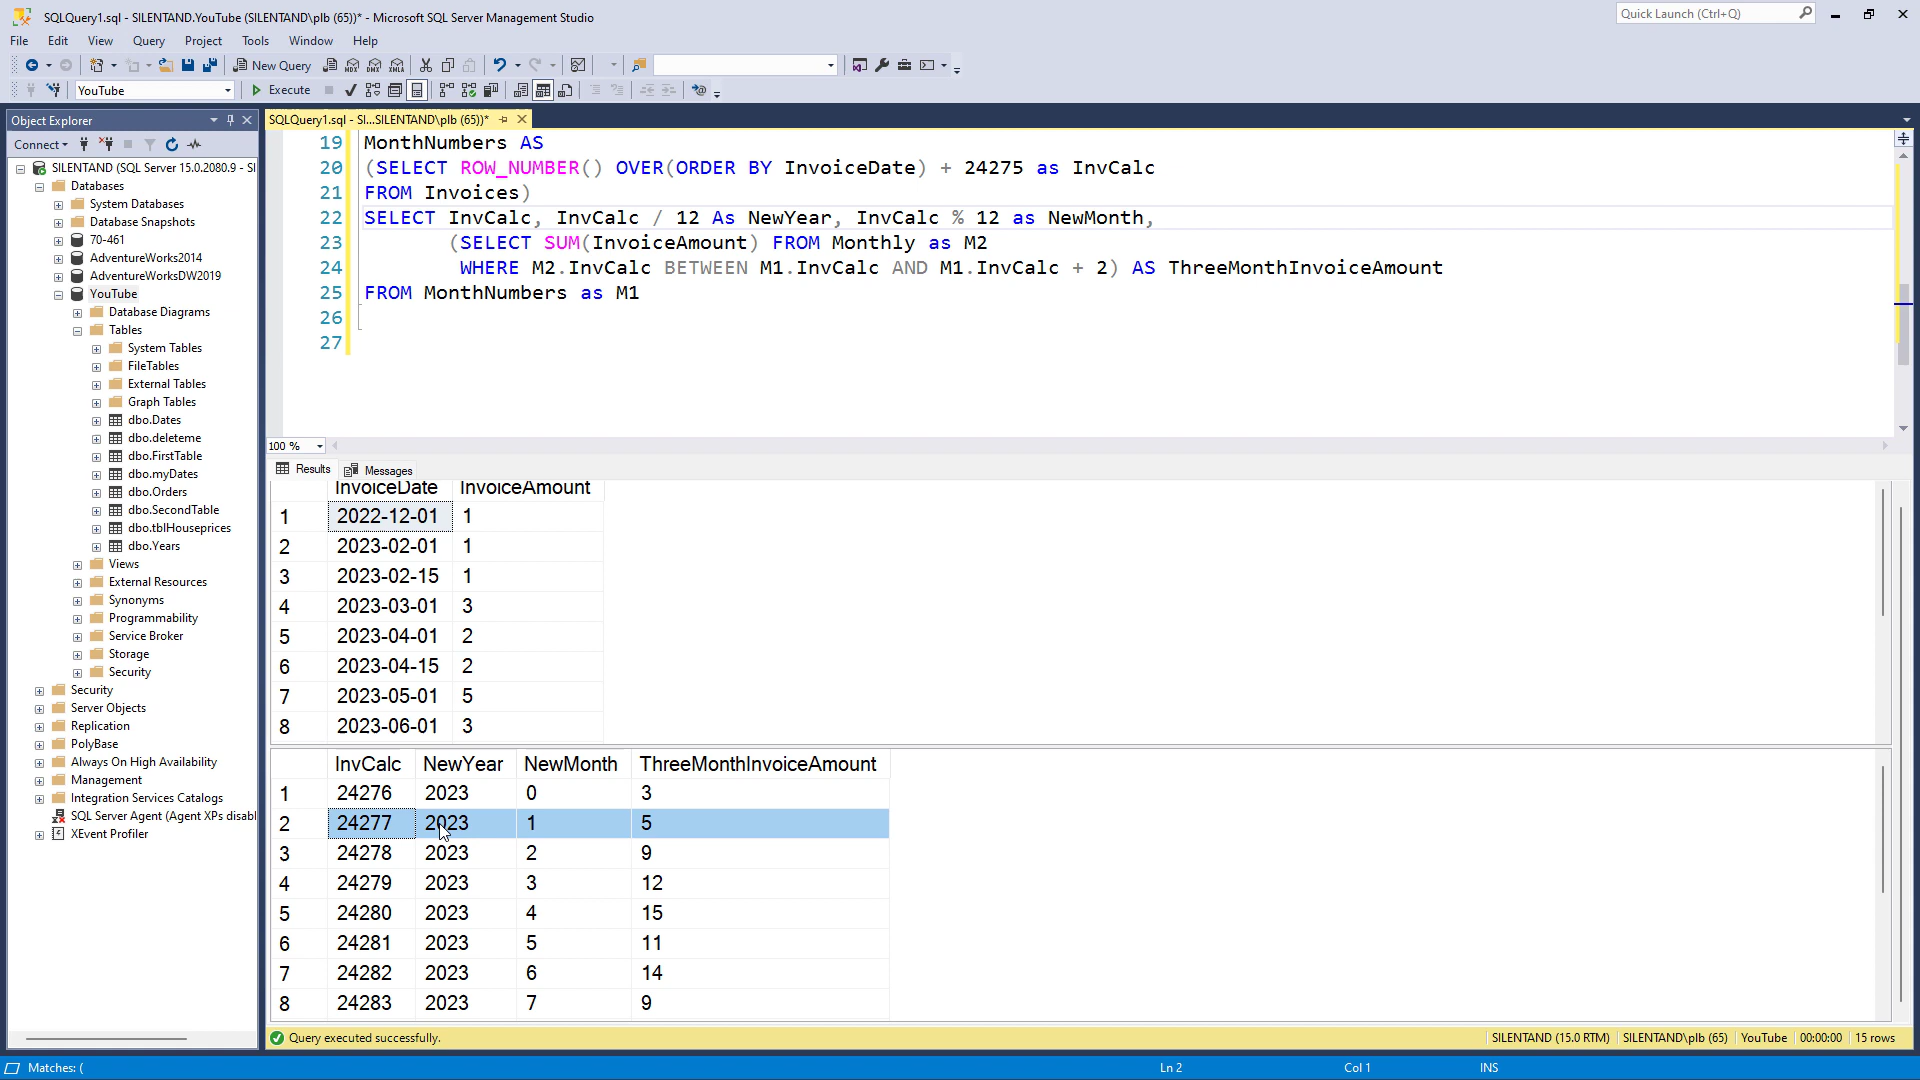 SQLQuery1.sql - SILENTAND.YouTube (SILENTAND\plb (65))* - Microsoft SQL Server Management Studio
Quick Launch (Ctrl+Q)
File Edit View Query Project Tools Window Help
New Query
MDX DMX XMLA
YouTube
Execute
Object Explorer
SQLQuery1.sql - SI...SILENTAND\plb (65))*
Connect
SILENTAND (SQL Server 15.0.2080.9 - SI
Databases
System Databases
Database Snapshots
70-461
AdventureWorks2014
AdventureWorksDW2019
YouTube
Database Diagrams
Tables
System Tables
FileTables
External Tables
Graph Tables
dbo.Dates
dbo.deleteme
dbo.FirstTable
dbo.myDates
dbo.Orders
dbo.SecondTable
dbo.tblHouseprices
dbo.Years
Views
External Resources
Synonyms
Programmability
Service Broker
Storage
Security
Security
Server Objects
Replication
PolyBase
Always On High Availability
Management
Integration Services Catalogs
SQL Server Agent (Agent XPs disabl
XEvent Profiler
19 MonthNumbers AS
20 (SELECT ROW_NUMBER() OVER(ORDER BY InvoiceDate) + 24275 as InvCalc
21 FROM Invoices)
22 SELECT InvCalc, InvCalc / 12 As NewYear, InvCalc % 12 as NewMonth,
23 (SELECT SUM(InvoiceAmount) FROM Monthly as M2
24 WHERE M2.InvCalc BETWEEN M1.InvCalc AND M1.InvCalc + 2) AS ThreeMonthInvoiceAmount
25 FROM MonthNumbers as M1
26
27
100 %
Results Messages
InvoiceDate InvoiceAmount
1 2022-12-01 1
2 2023-02-01 1
3 2023-02-15 1
4 2023-03-01 3
5 2023-04-01 2
6 2023-04-15 2
7 2023-05-01 5
8 2023-06-01 3
InvCalc NewYear NewMonth ThreeMonthInvoiceAmount
1 24276 2023 0 3
2 24277 2023 1 5
3 24278 2023 2 9
4 24279 2023 3 12
5 24280 2023 4 15
6 24281 2023 5 11
7 24282 2023 6 14
8 24283 2023 7 9
Query executed successfully.
SILENTAND (15.0 RTM) SILENTAND\plb (65) YouTube 00:00:00 15 rows
Matches: (
Ln 2 Col 1 INS